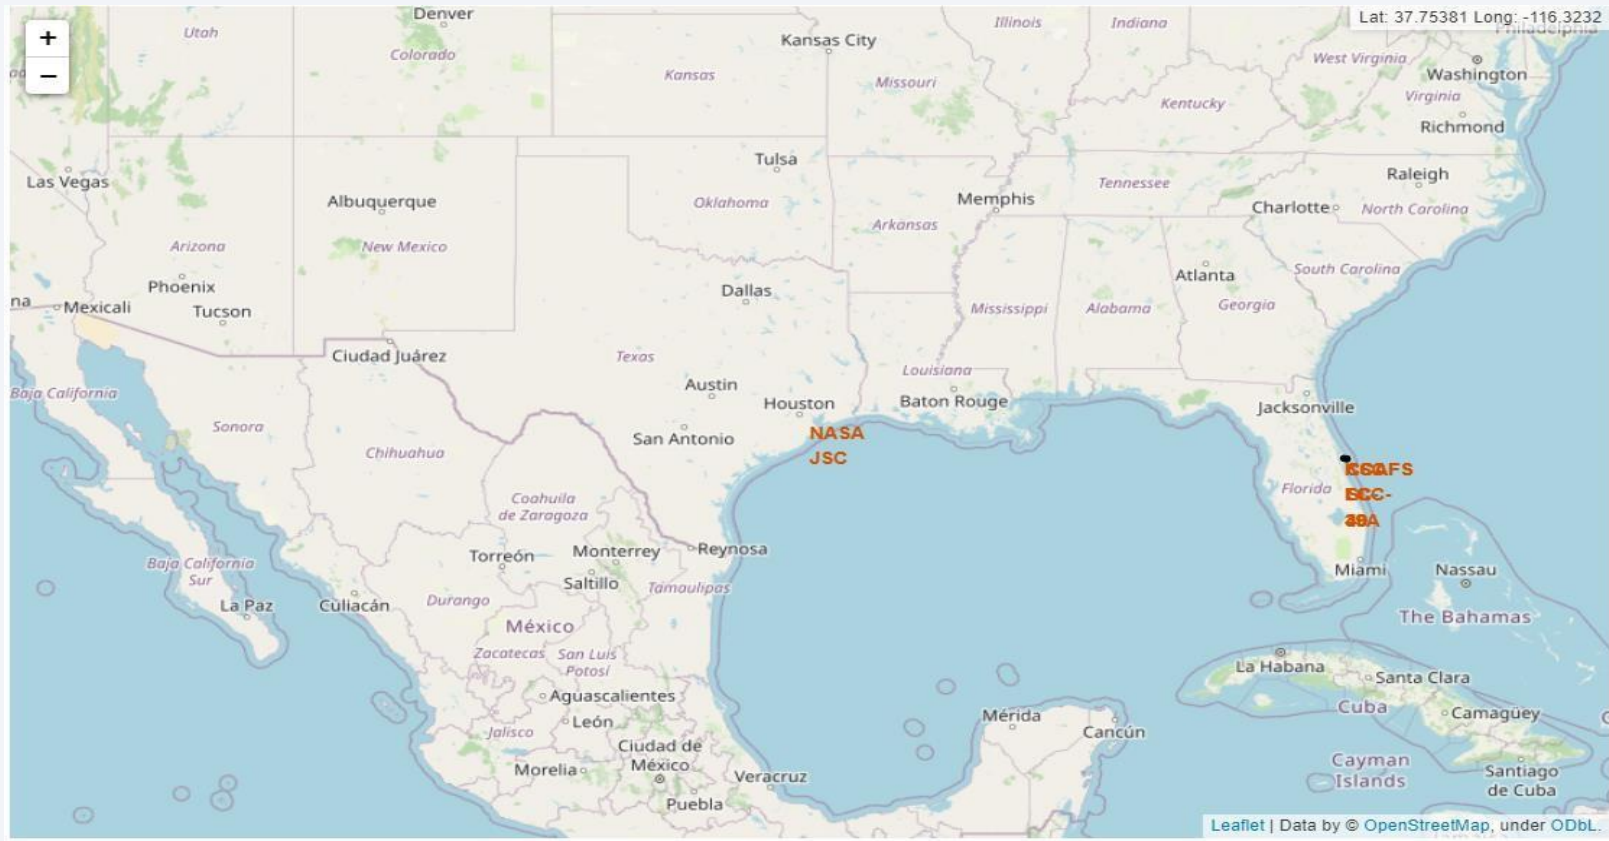 +
−
Lat: 37.75381 Long: -116.3232
Denver
Utah
Colorado
Kansas City
Illinois
Indiana
Philadelphia
West Virginia
Washington
Kansas
Missouri
Kentucky
Virginia
Richmond
Las Vegas
Tulsa
Raleigh
Albuquerque
Oklahoma
Memphis
Tennessee
Charlotte
North Carolina
Arizona
New Mexico
Arkansas
Phoenix
Dallas
Atlanta
South Carolina
Mexicali
Tucson
Mississippi
Alabama
Georgia
Ciudad Juárez
Texas
Louisiana
Baja California
Austin
Houston
Baton Rouge
Jacksonville
Sonora
San Antonio
NASA
JSC
Chihuahua
Florida
Coahuila
de Zaragoza
Torreón
Monterrey
Reynosa
Baja California
Sur
Saltillo
Tamaulipas
Miami
Nassau
La Paz
Culiacán
Durango
The Bahamas
México
Zacatecas
San Luis
Potosí
La Habana
Santa Clara
Aguascalientes
León
Mérida
Cuba
Camagüey
Jalisco
Cancún
Ciudad de
México
Morelia
Veracruz
Cayman
Islands
Santiago
de Cuba
Puebla
Leaflet | Data by © OpenStreetMap, under ODbL.